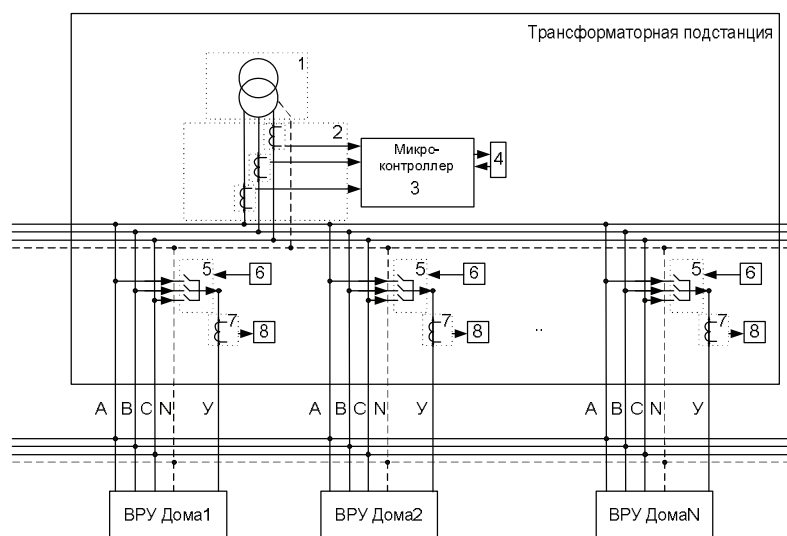 Трансформаторная подстанция
1
2
Микро-
контроллер
3
4
5 6 5 6 5 6
7 8 7 8 .. 7 8
A B C N У A B C N У A B C N У
ВРУ Дома1 ВРУ Дома2 ВРУ ДомаN